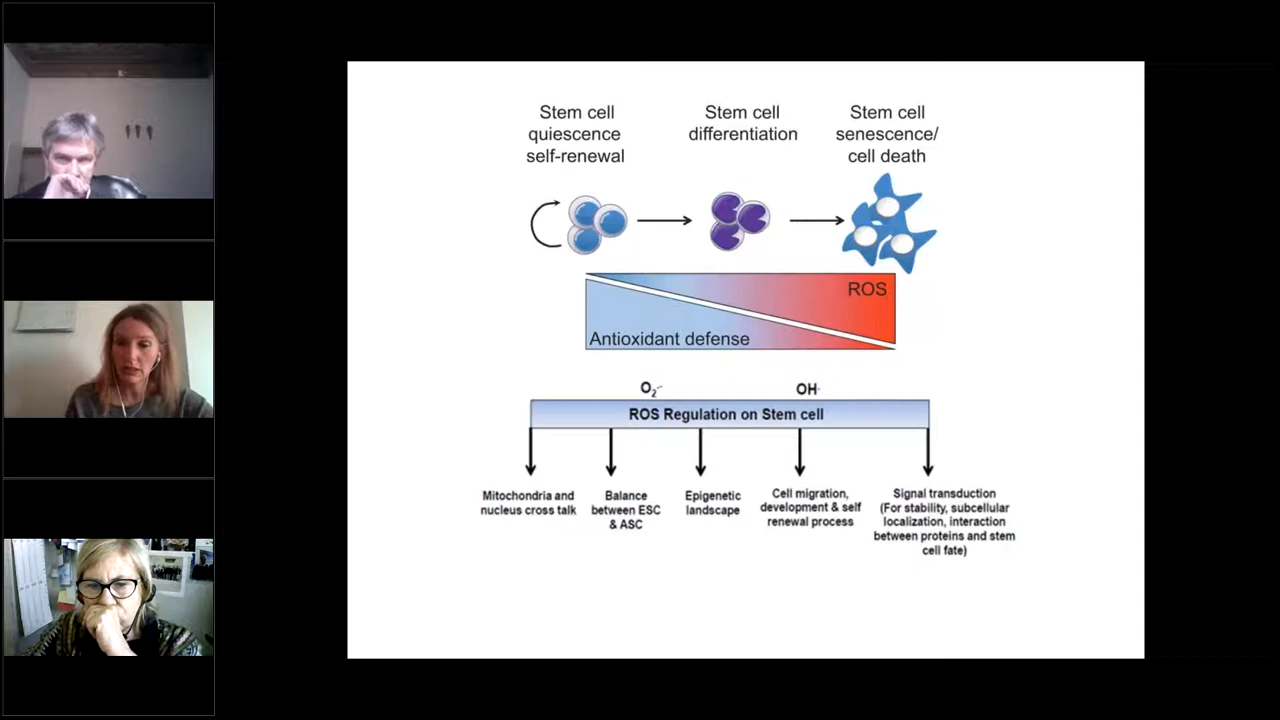 Stem cell
quiescence
self-renewal
Stem cell
differentiation
Stem cell
senescence/
cell death
ROS
Antioxidant defense
O₂·-
OH·
ROS Regulation on Stem cell
Mitochondria and
nucleus cross talk
Balance
between ESC
& ASC
Epigenetic
landscape
Cell migration,
development & self
renewal process
Signal transduction
(For stability, subcellular
localization, interaction
between proteins and stem
cell fate)